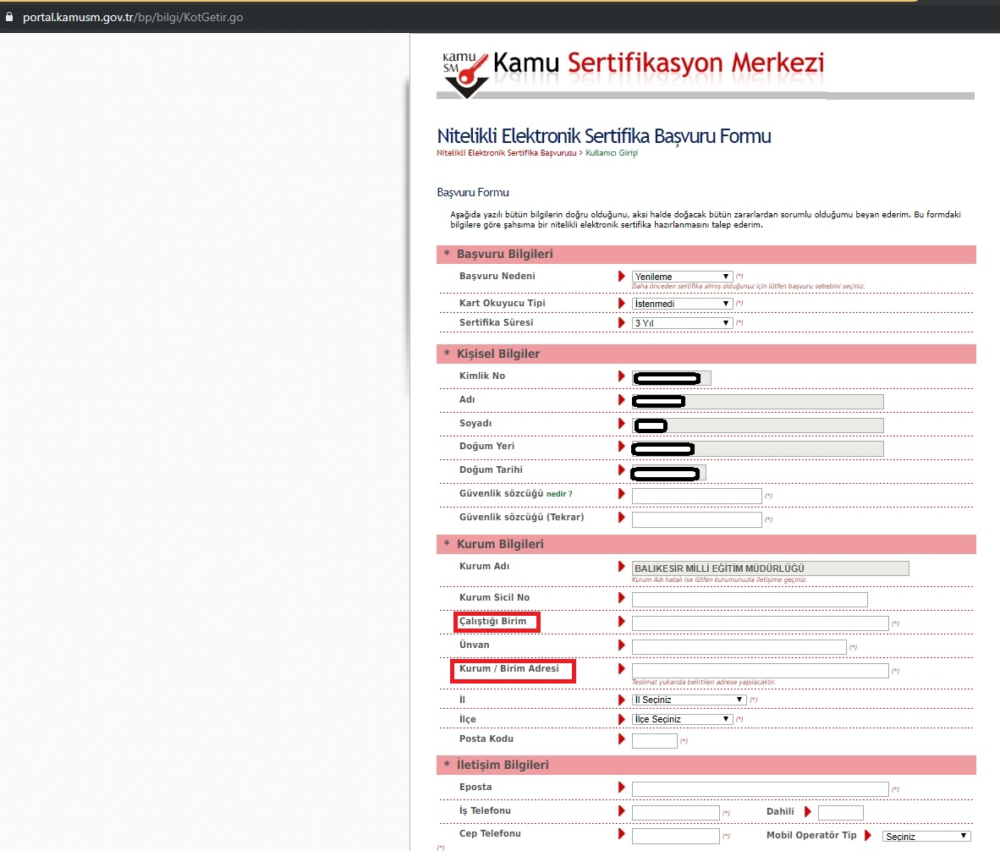 portal.kamusm.gov.tr/bp/bilgi/KotGetir.go
kamu SM Kamu Sertifikasyon Merkezi
Nitelikli Elektronik Sertifika Başvuru Formu
Nitelikli Elektronik Sertifika Başvurusu > Kullanıcı Girişi
Başvuru Formu
Aşağıda yazılı bütün bilgilerin doğru olduğunu, aksi halde doğacak bütün zararlardan sorumlu olduğumu beyan ederim. Bu formdaki
bilgilere göre şahsıma bir nitelikli elektronik sertifika hazırlanmasını talep ederim.
* Başvuru Bilgileri
Başvuru Nedeni Yenileme (*)
Daha önceden sertifika almış olduğunuz için lütfen başvuru sebebini seçiniz.
Kart Okuyucu Tipi İstenmedi (*)
Sertifika Süresi 3 Yıl (*)
* Kişisel Bilgiler
Kimlik No
Adı
Soyadı
Doğum Yeri
Doğum Tarihi
Güvenlik sözcüğü nedir ? (*)
Güvenlik sözcüğü (Tekrar) (*)
* Kurum Bilgileri
Kurum Adı BALIKESİR MİLLİ EĞİTİM MÜDÜRLÜĞÜ
Kurum Adı hatalı ise lütfen kurumunuzla iletişime geçiniz.
Kurum Sicil No
Çalıştığı Birim (*)
Ünvan (*)
Kurum / Birim Adresi (*)
Teslimat yukarıda belirtilen adrese yapılacaktır.
İl İl Seçiniz (*)
İlçe İlçe Seçiniz (*)
Posta Kodu (*)
* İletişim Bilgileri
Eposta (*)
İş Telefonu (*) Dahili
Cep Telefonu (*) Mobil Operatör Tip Seçiniz
(*)